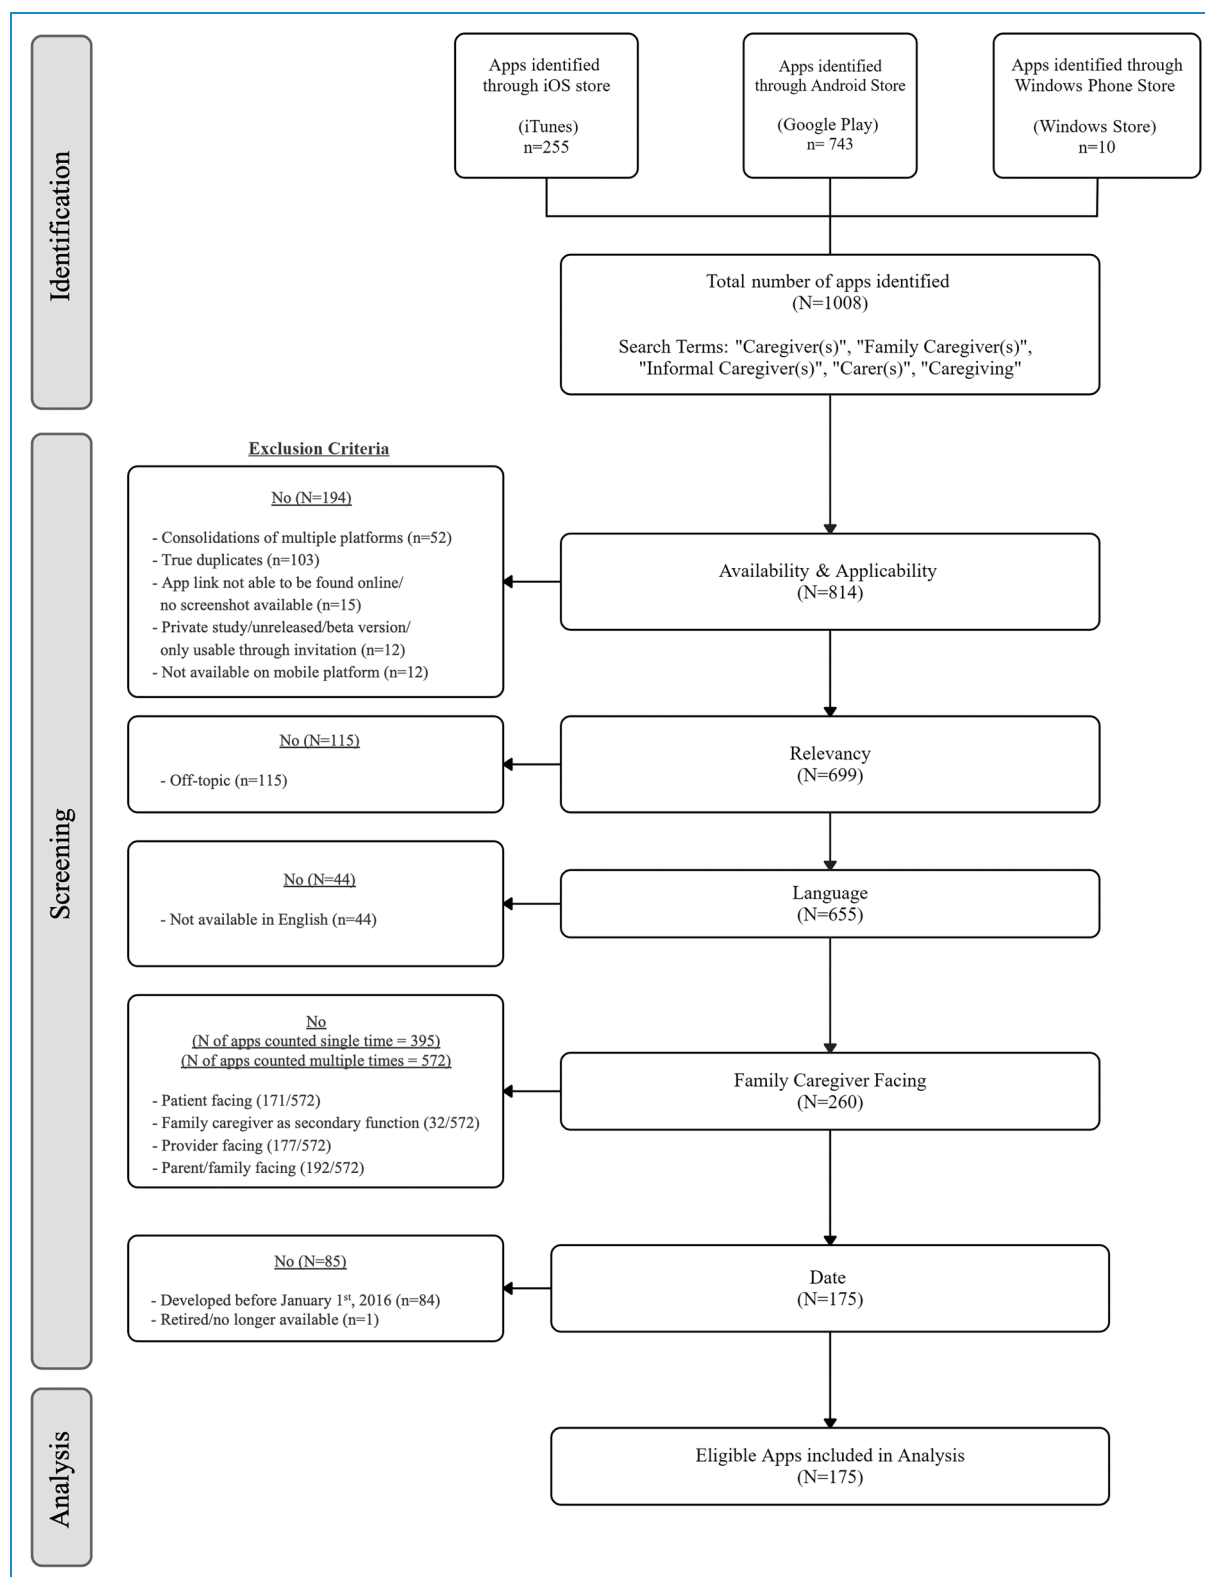 Identification
Apps identified
through iOS store
(iTunes)
n=255
Apps identified
through Android Store
(Google Play)
n= 743
Apps identified through
Windows Phone Store
(Windows Store)
n=10
Total number of apps identified
(N=1008)
Search Terms: "Caregiver(s)", "Family Caregiver(s)",
"Informal Caregiver(s)", "Carer(s)", "Caregiving"
Screening
Exclusion Criteria
No (N=194)
- Consolidations of multiple platforms (n=52)
- True duplicates (n=103)
- App link not able to be found online/
no screenshot available (n=15)
- Private study/unreleased/beta version/
only usable through invitation (n=12)
- Not available on mobile platform (n=12)
Availability & Applicability
(N=814)
No (N=115)
- Off-topic (n=115)
Relevancy
(N=699)
No (N=44)
- Not available in English (n=44)
Language
(N=655)
No
(N of apps counted single time = 395)
(N of apps counted multiple times = 572)
- Patient facing (171/572)
- Family caregiver as secondary function (32/572)
- Provider facing (177/572)
- Parent/family facing (192/572)
Family Caregiver Facing
(N=260)
No (N=85)
- Developed before January 1st, 2016 (n=84)
- Retired/no longer available (n=1)
Date
(N=175)
Analysis
Eligible Apps included in Analysis
(N=175)